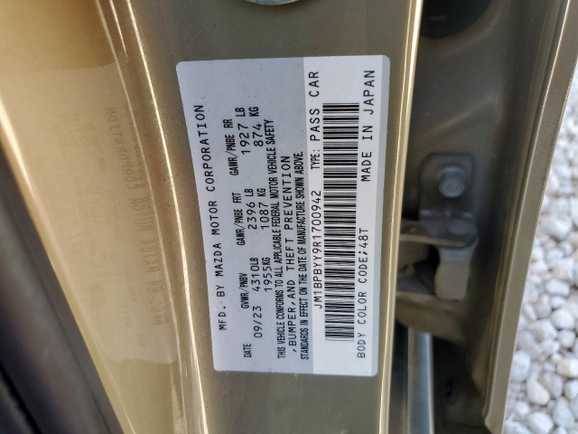 MFD. BY MAZDA MOTOR CORPORATION
DATE GVWR/PNBV GAWR/PNBE FRT GAWR/PNBE RR
09/23 4310LB 2396 LB 1927 LB
1955KG 1087 KG 874 KG
THIS VEHICLE CONFORMS TO ALL APPLICABLE FEDERAL MOTOR VEHICLE SAFETY
,BUMPER,AND THEFT PREVENTION
STANDARDS IN EFFECT ON THE DATE OF MANUFACTURE SHOWN ABOVE.
JM1BPBYY9R1700942 TYPE: PASS CAR
BODY COLOR CODE;48T MADE IN JAPAN